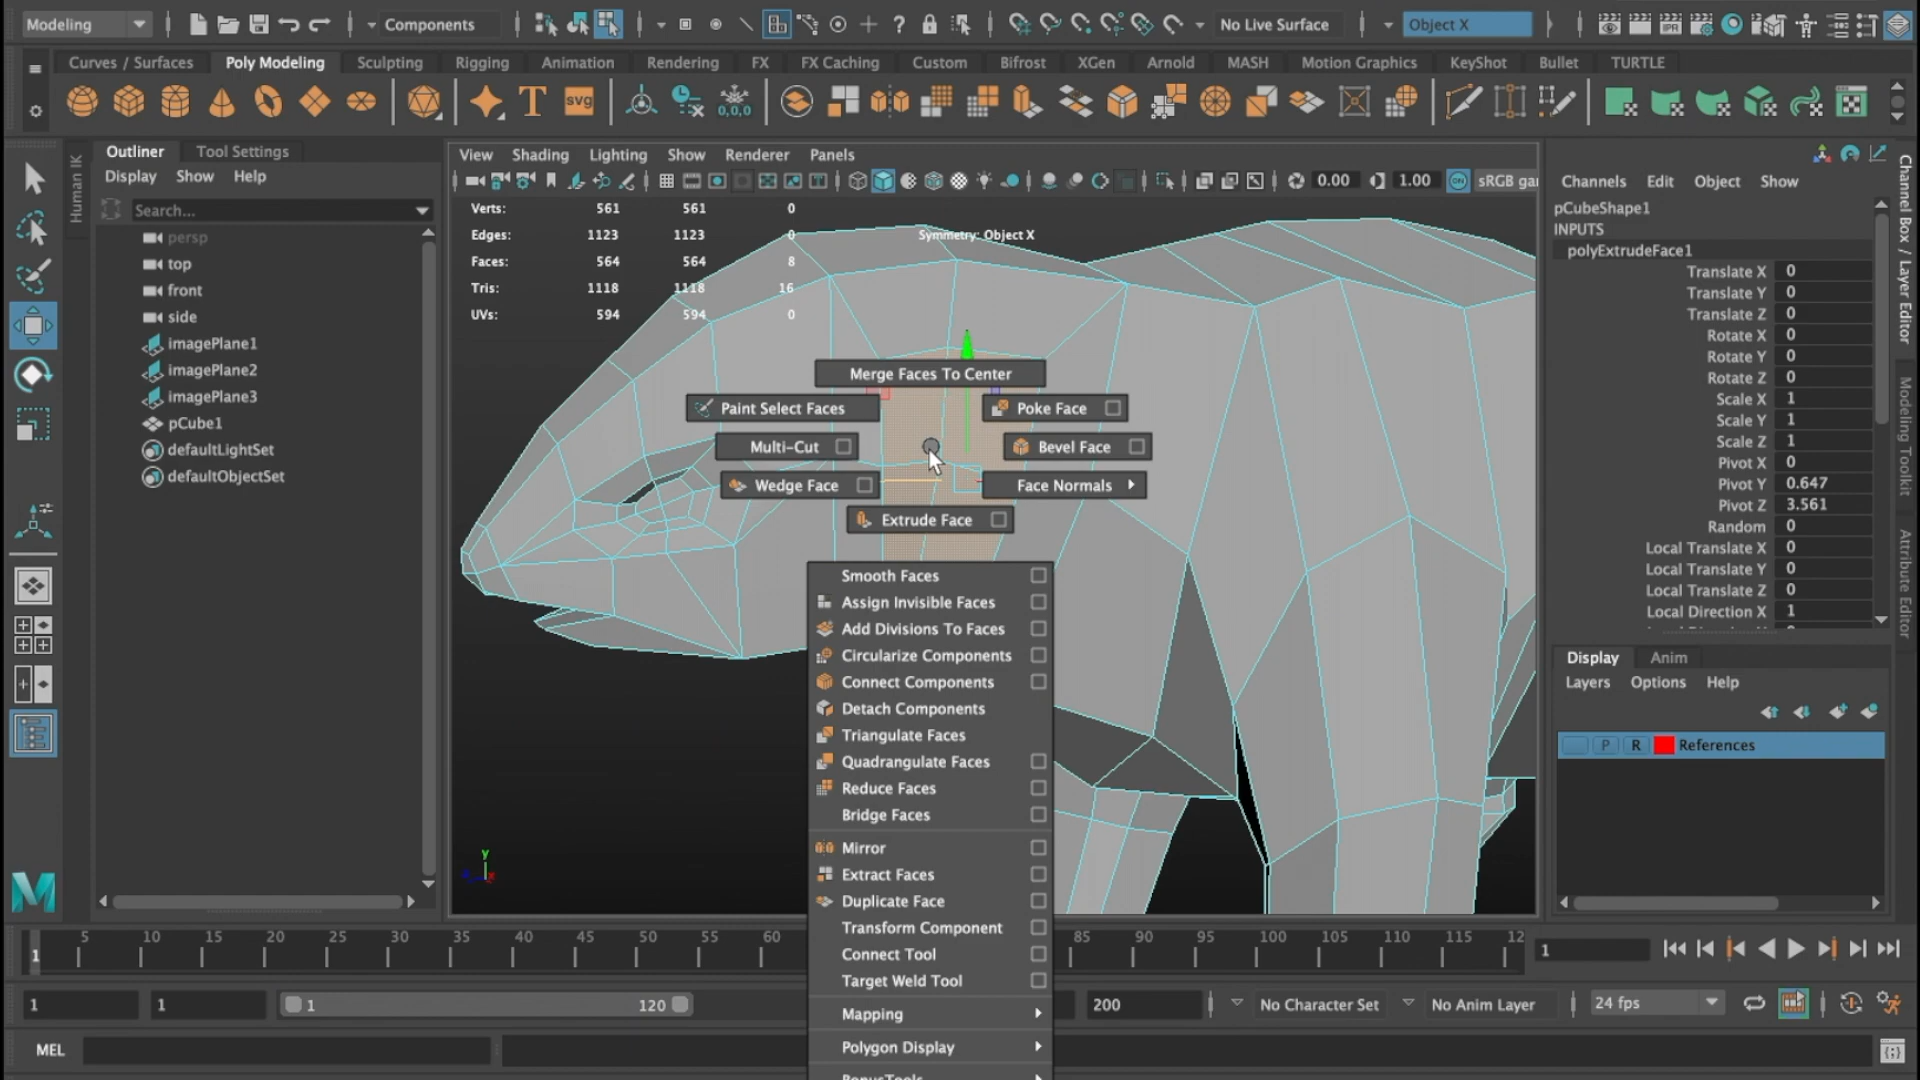 Modeling
Components
No Live Surface
Object X
Curves / Surfaces
Poly Modeling
Sculpting
Rigging
Animation
Rendering
FX
FX Caching
Custom
Bifrost
XGen
Arnold
MASH
Motion Graphics
KeyShot
Bullet
TURTLE
svg
0,0,0
Human IK
Outliner
Tool Settings
Display
Show
Help
Search...
persp
top
front
side
imagePlane1
imagePlane2
imagePlane3
pCube1
defaultLightSet
defaultObjectSet
View
Shading
Lighting
Show
Renderer
Panels
0.00
1.00
sRGB gar
Verts: 561 561 0
Edges: 1123 1123 0
Faces: 564 564 8
Tris: 1118 1118 16
UVs: 594 594 0
Symmetry: Object X
Merge Faces To Center
Paint Select Faces
Poke Face
Multi-Cut
Bevel Face
Wedge Face
Face Normals
Extrude Face
Smooth Faces
Assign Invisible Faces
Add Divisions To Faces
Circularize Components
Connect Components
Detach Components
Triangulate Faces
Quadrangulate Faces
Reduce Faces
Bridge Faces
Mirror
Extract Faces
Duplicate Face
Transform Component
Connect Tool
Target Weld Tool
Mapping
Polygon Display
BonusTools
y
Channels
Edit
Object
Show
pCubeShape1
INPUTS
polyExtrudeFace1
Translate X 0
Translate Y 0
Translate Z 0
Rotate X 0
Rotate Y 0
Rotate Z 0
Scale X 1
Scale Y 1
Scale Z 1
Pivot X 0
Pivot Y 0.647
Pivot Z 3.561
Random 0
Local Translate X 0
Local Translate Y 0
Local Translate Z 0
Local Direction X 1
Channel Box / Layer Editor
Modeling Toolkit
Attribute Editor
Display
Anim
Layers
Options
Help
P
R
References
1
5
10
15
20
25
30
35
40
45
50
55
60
85
90
95
100
105
110
115
12
1
1
1
1
120
200
No Character Set
No Anim Layer
24 fps
MEL